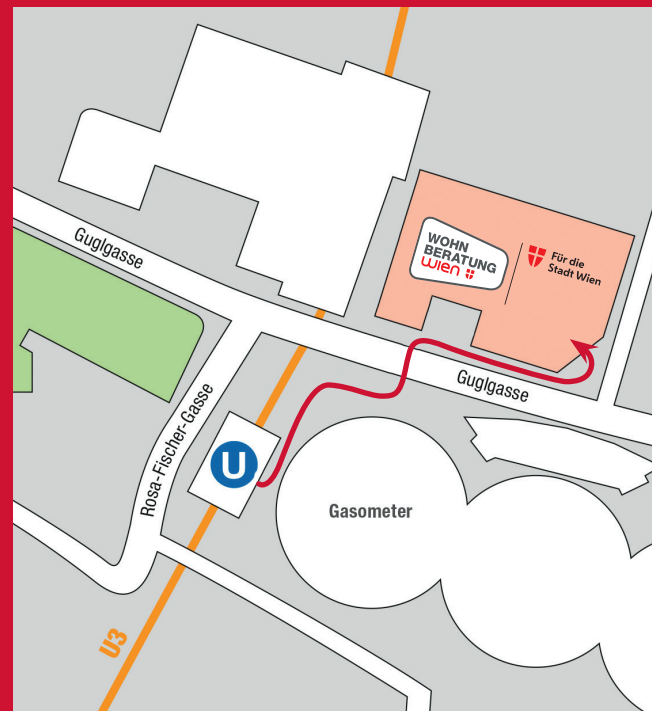 Guglgasse
WOHN
BERATUNG
wien
Für die
Stadt Wien
Guglgasse
Rosa-Fischer-Gasse
U
Gasometer
U3